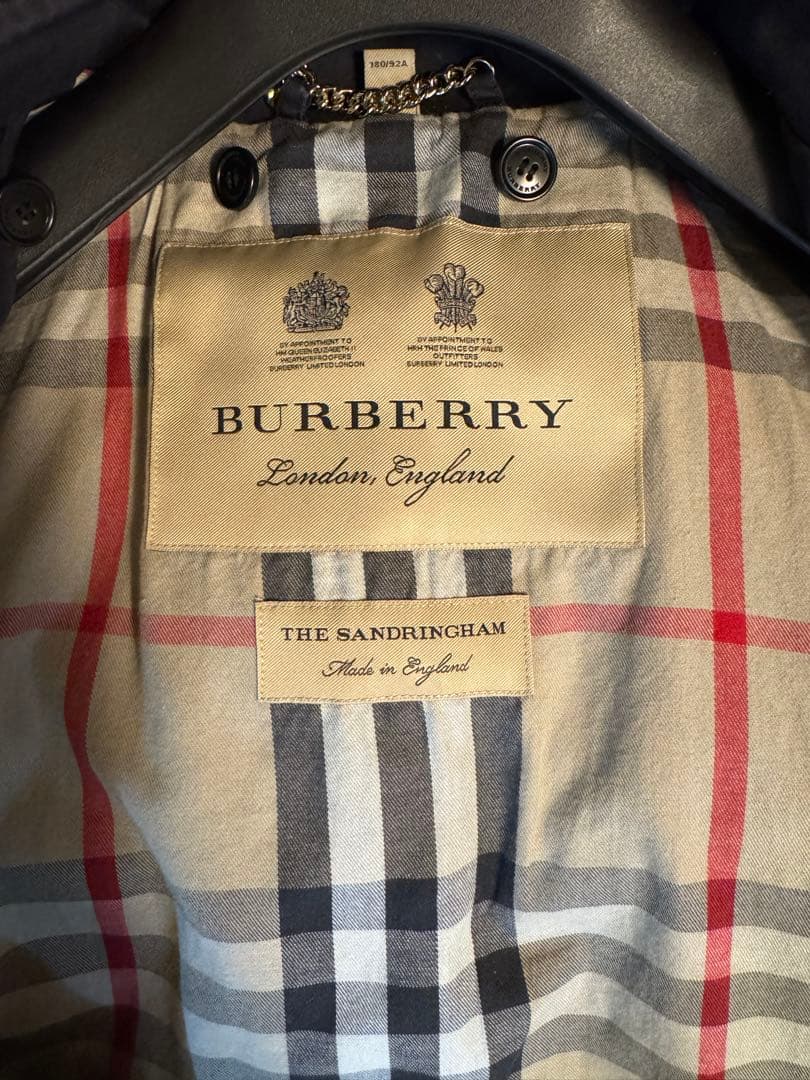 180/92A
BURBERRY
BY APPOINTMENT TO
HM QUEEN ELIZABETH II
WEATHERPROOFERS
BURBERRY LIMITED LONDON
BY APPOINTMENT TO
HRH THE PRINCE OF WALES
OUTFITTERS
BURBERRY LIMITED LONDON
BURBERRY
London, England
THE SANDRINGHAM
Made in England